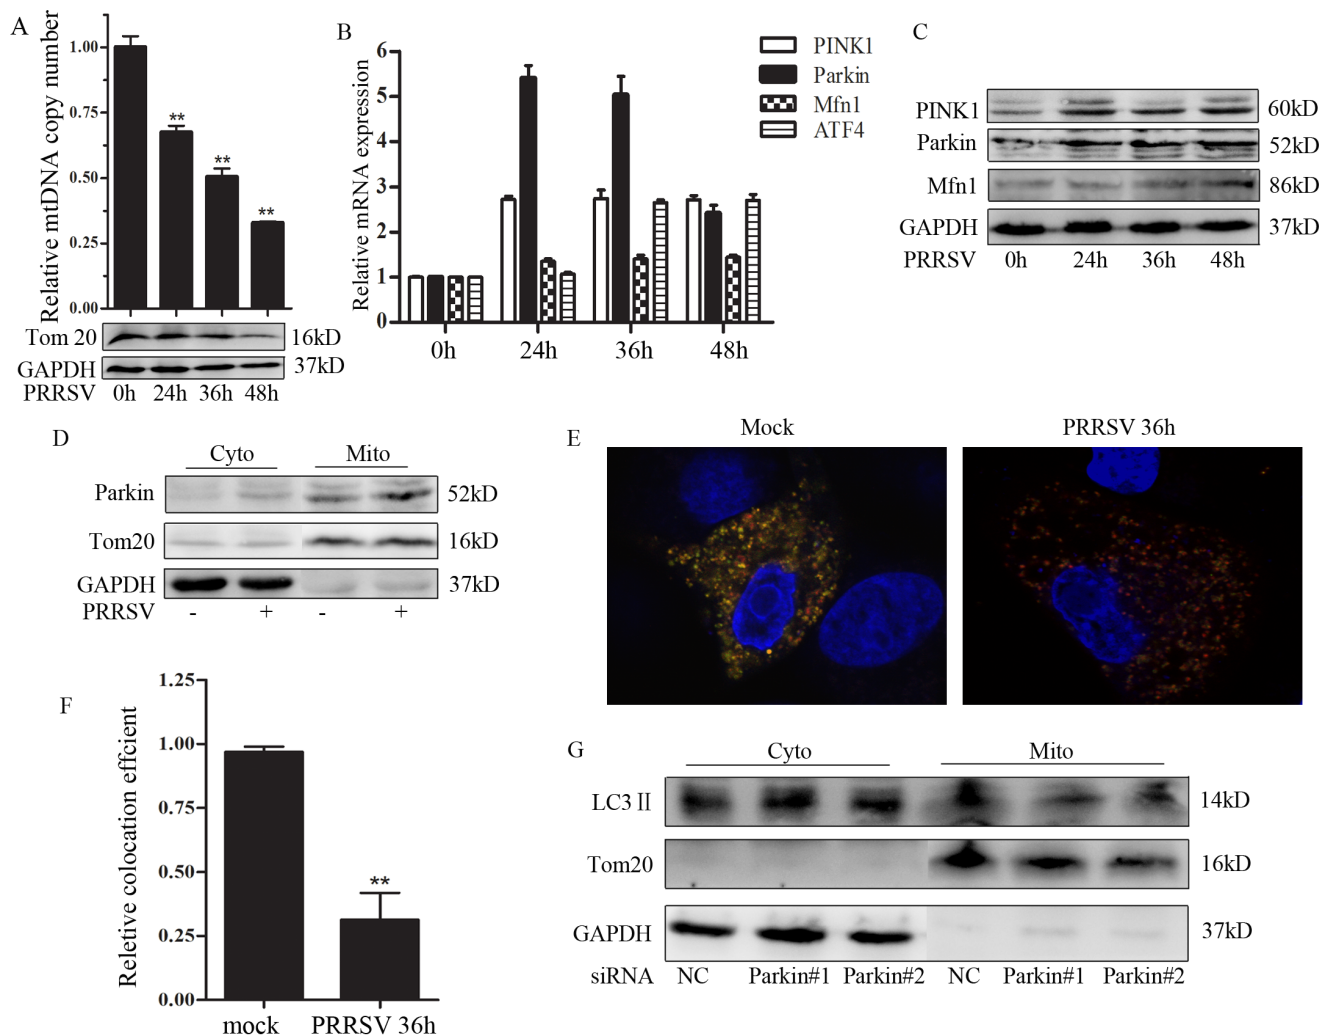 A
Relative mtDNA copy number
1.00
0.75
0.50
0.25
0.00
**
**
**
Tom 20 16kD
GAPDH 37kD
PRRSV 0h 24h 36h 48h
B
Relative mRNA expression
6
5
4
3
2
1
0
0h 24h 36h 48h
PINK1
Parkin
Mfn1
ATF4
C
PINK1 60kD
Parkin 52kD
Mfn1 86kD
GAPDH 37kD
PRRSV 0h 24h 36h 48h
D
Cyto Mito
Parkin 52kD
Tom20 16kD
GAPDH 37kD
PRRSV - + - +
E
Mock PRRSV 36h
F
Reletive colocation effcient
1.25
1.00
0.75
0.50
0.25
0.00
**
mock PRRSV 36h
G
Cyto Mito
LC3Ⅱ 14kD
Tom20 16kD
GAPDH 37kD
siRNA NC Parkin#1 Parkin#2 NC Parkin#1 Parkin#2